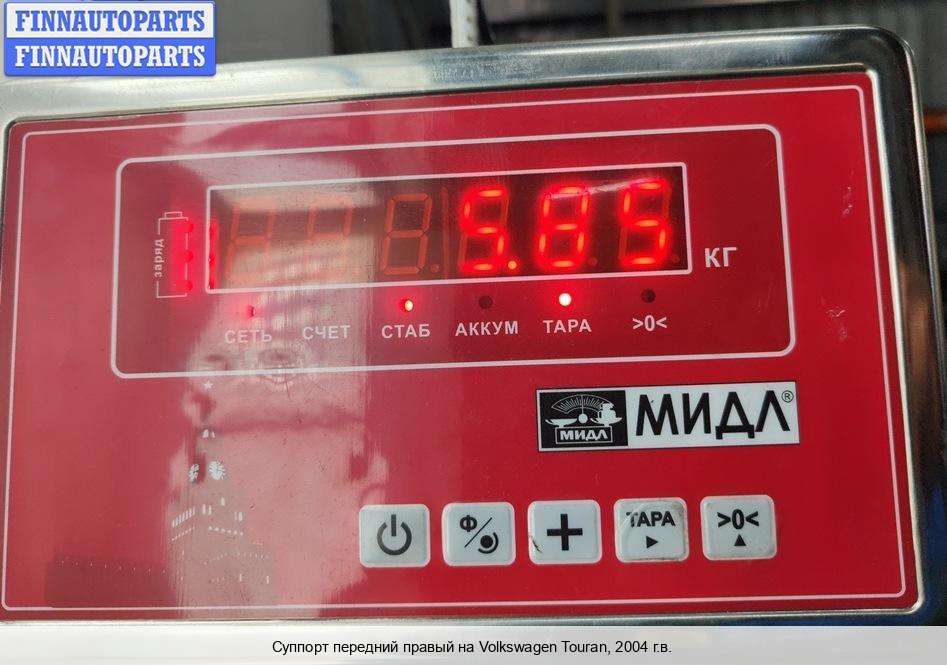 FINNAUTOPARTS
FINNAUTOPARTS
заряд
5.05
КГ
СЕТЬ СЧЕТ СТАБ АККУМ ТАРА >0<
МИДЛ МИДЛ®
Ф ТАРА >0<
Суппорт передний правый на Volkswagen Touran, 2004 г.в.